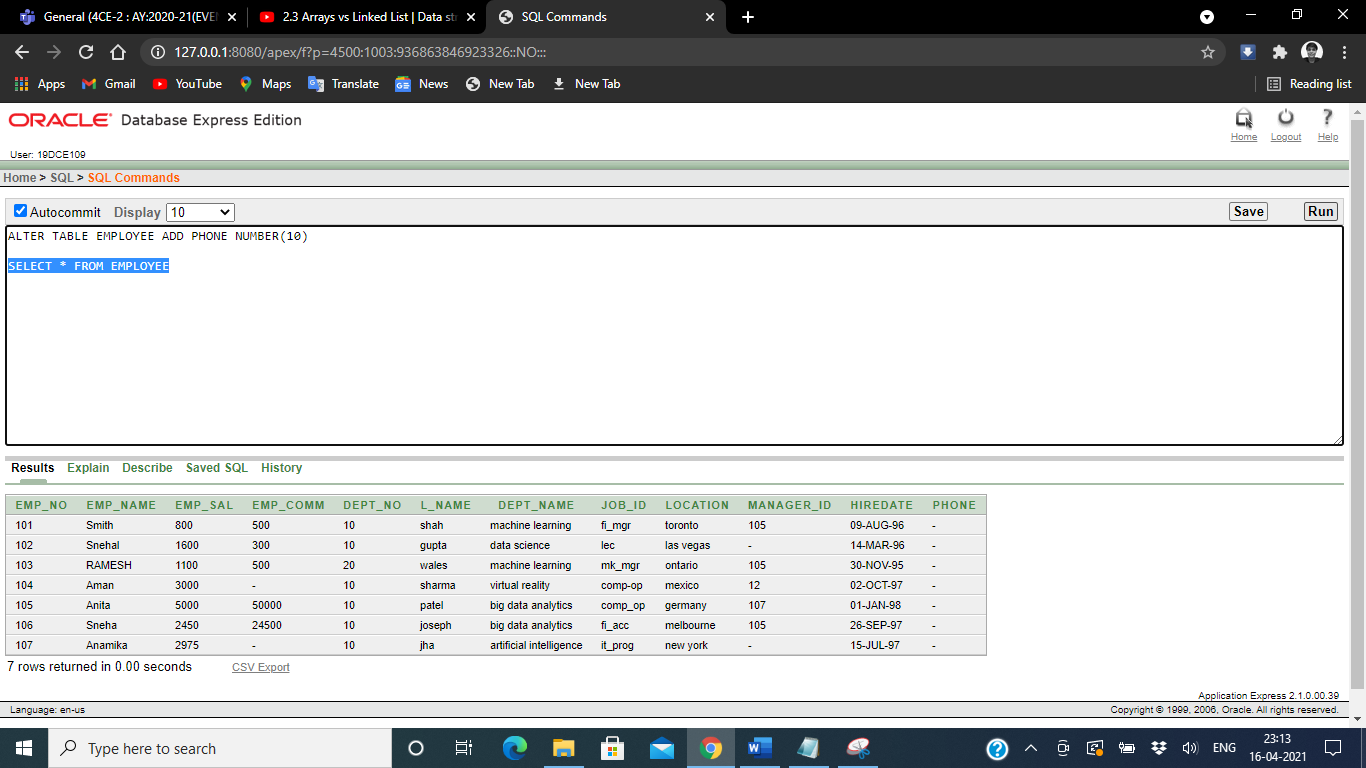 General (4CE-2 : AY:2020-21(EVE
2.3 Arrays vs Linked List | Data str
SQL Commands
127.0.0.1:8080/apex/f?p=4500:1003:936863846923326::NO:::
Apps Gmail YouTube Maps Translate News New Tab New Tab Reading list
ORACLE Database Express Edition
Home Logout Help
User: 19DCE109
Home > SQL > SQL Commands
Autocommit Display 10 Save Run
ALTER TABLE EMPLOYEE ADD PHONE NUMBER(10)
SELECT * FROM EMPLOYEE
Results Explain Describe Saved SQL History
EMP_NO EMP_NAME EMP_SAL EMP_COMM DEPT_NO L_NAME DEPT_NAME JOB_ID LOCATION MANAGER_ID HIREDATE PHONE
101 Smith 800 500 10 shah machine learning fi_mgr toronto 105 09-AUG-96 -
102 Snehal 1600 300 10 gupta data science lec las vegas - 14-MAR-96 -
103 RAMESH 1100 500 20 wales machine learning mk_mgr ontario 105 30-NOV-95 -
104 Aman 3000 - 10 sharma virtual reality comp-op mexico 12 02-OCT-97 -
105 Anita 5000 50000 10 patel big data analytics comp_op germany 107 01-JAN-98 -
106 Sneha 2450 24500 10 joseph big data analytics fi_acc melbourne 105 26-SEP-97 -
107 Anamika 2975 - 10 jha artificial intelligence it_prog new york - 15-JUL-97 -
7 rows returned in 0.00 seconds CSV Export
Application Express 2.1.0.00.39
Language: en-us Copyright © 1999, 2006, Oracle. All rights reserved.
Type here to search
ENG 23:13
16-04-2021